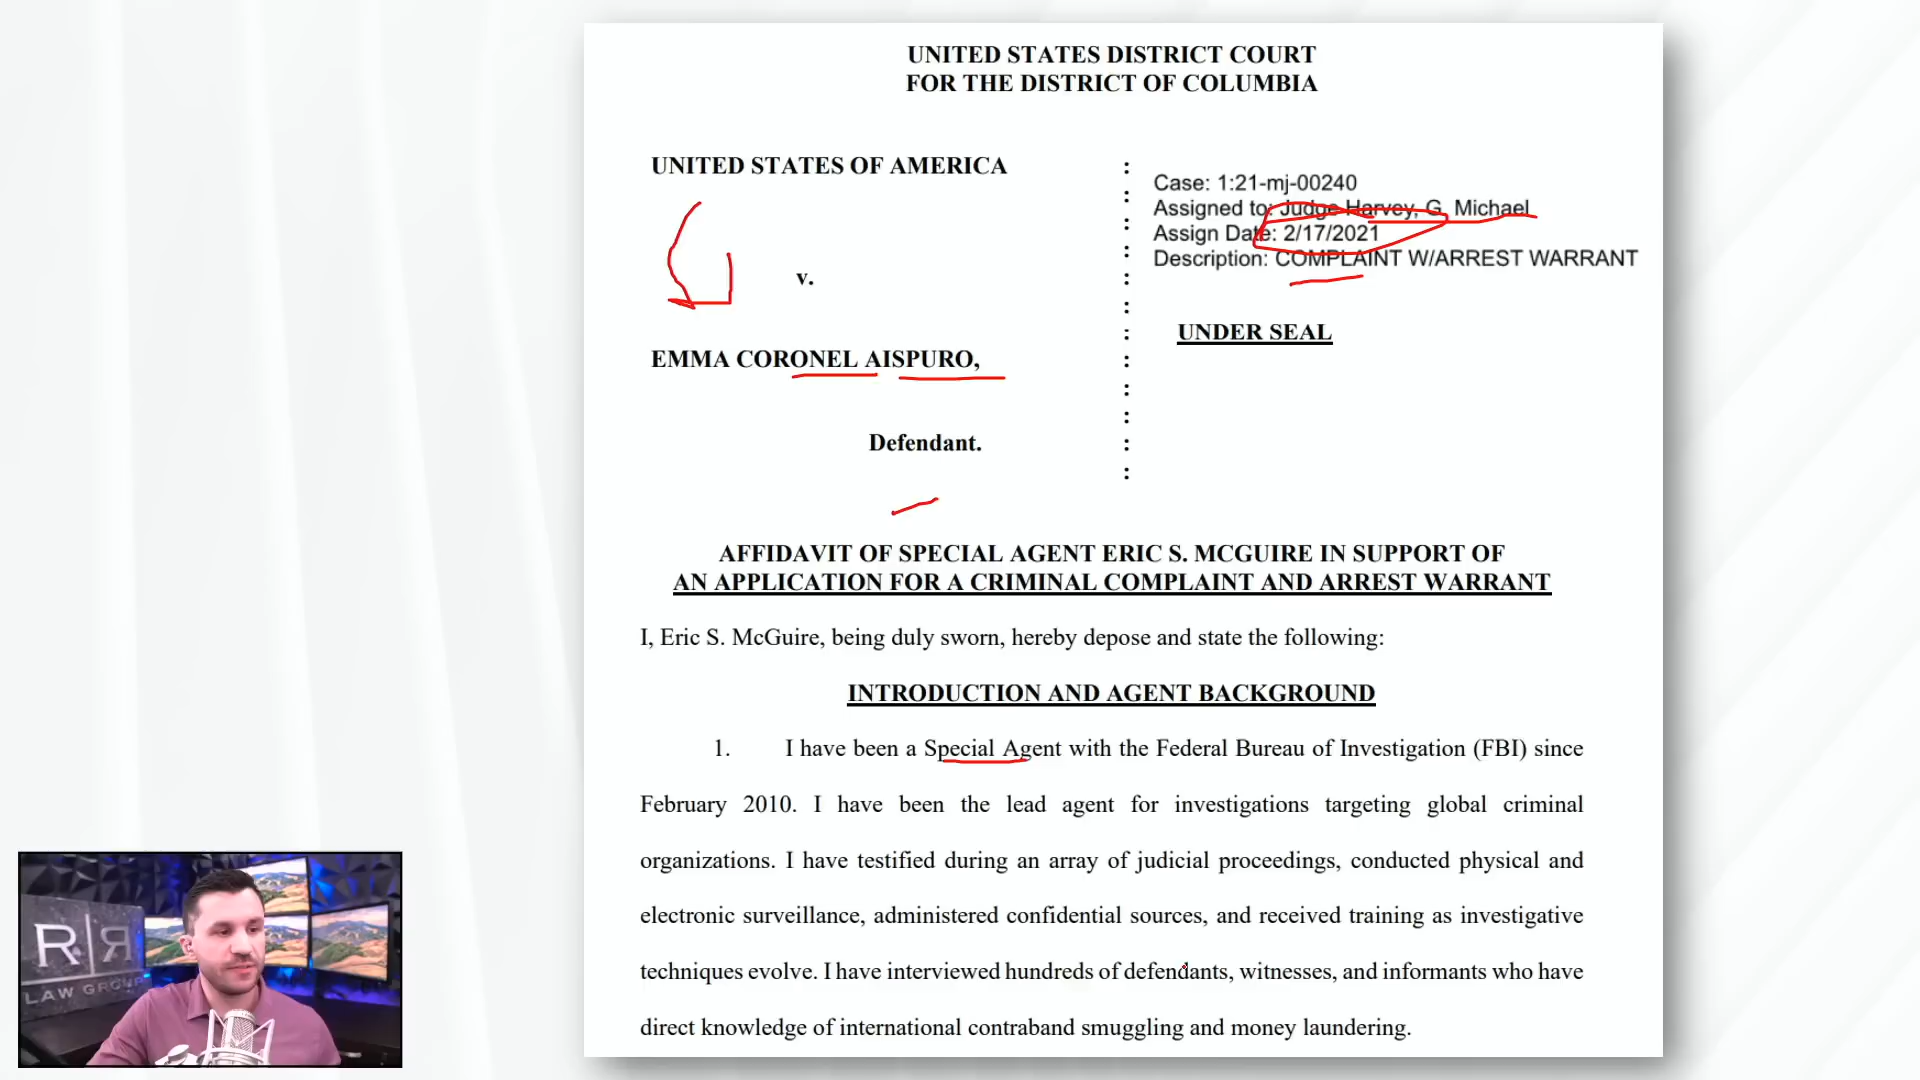 UNITED STATES DISTRICT COURT
FOR THE DISTRICT OF COLUMBIA
UNITED STATES OF AMERICA
v.
EMMA CORONEL AISPURO,
Defendant.
:
:
:
:
:
:
:
:
:
:
:
:
Case: 1:21-mj-00240
Assigned to: Judge Harvey, G. Michael
Assign Date: 2/17/2021
Description: COMPLAINT W/ARREST WARRANT
UNDER SEAL
AFFIDAVIT OF SPECIAL AGENT ERIC S. MCGUIRE IN SUPPORT OF
AN APPLICATION FOR A CRIMINAL COMPLAINT AND ARREST WARRANT
I, Eric S. McGuire, being duly sworn, hereby depose and state the following:
INTRODUCTION AND AGENT BACKGROUND
1. I have been a Special Agent with the Federal Bureau of Investigation (FBI) since
February 2010. I have been the lead agent for investigations targeting global criminal
organizations. I have testified during an array of judicial proceedings, conducted physical and
electronic surveillance, administered confidential sources, and received training as investigative
techniques evolve. I have interviewed hundreds of defendants, witnesses, and informants who have
direct knowledge of international contraband smuggling and money laundering.
R|R
LAW GROUP